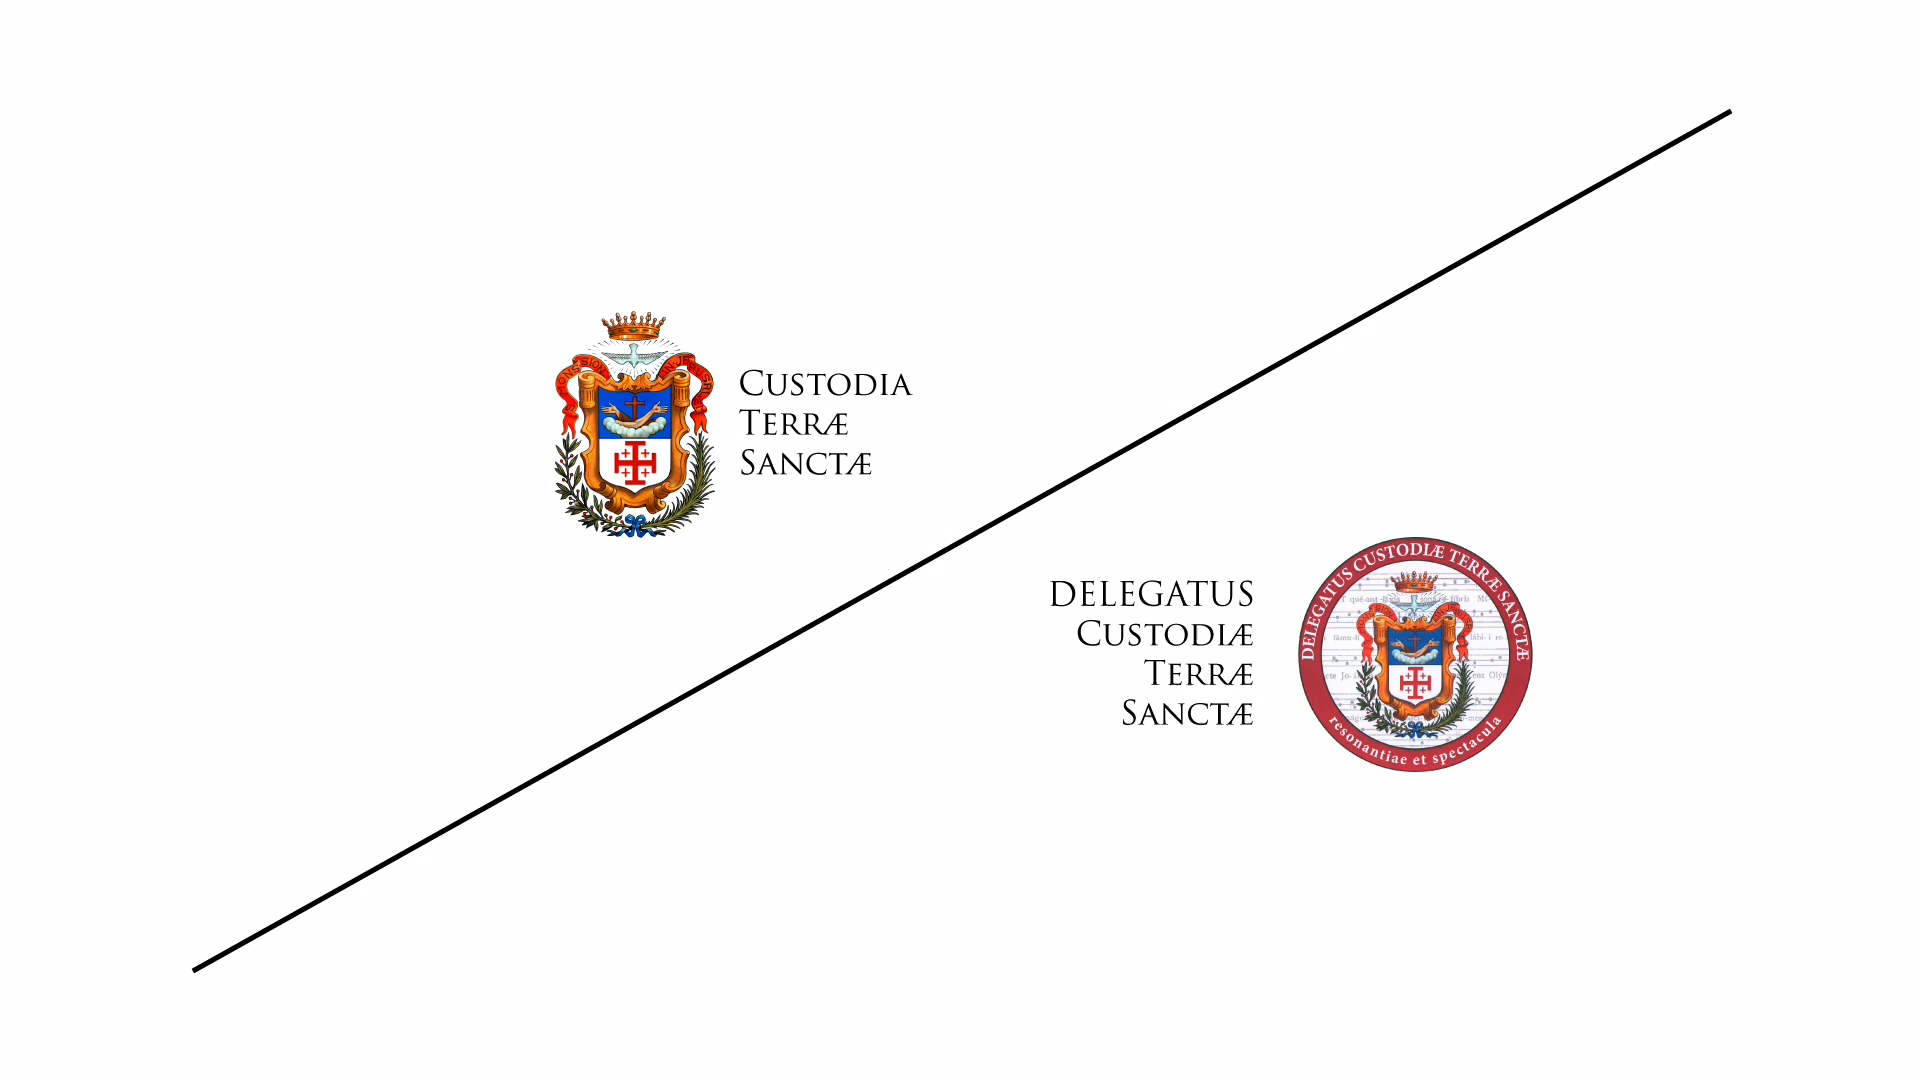 Custodia
Terræ
Sanctæ
DELEGATUS
Custodiæ
Terræ
Sanctæ
DELEGATUS CUSTODIÆ TERRÆ SANCTÆ
resonantiae et spectacula